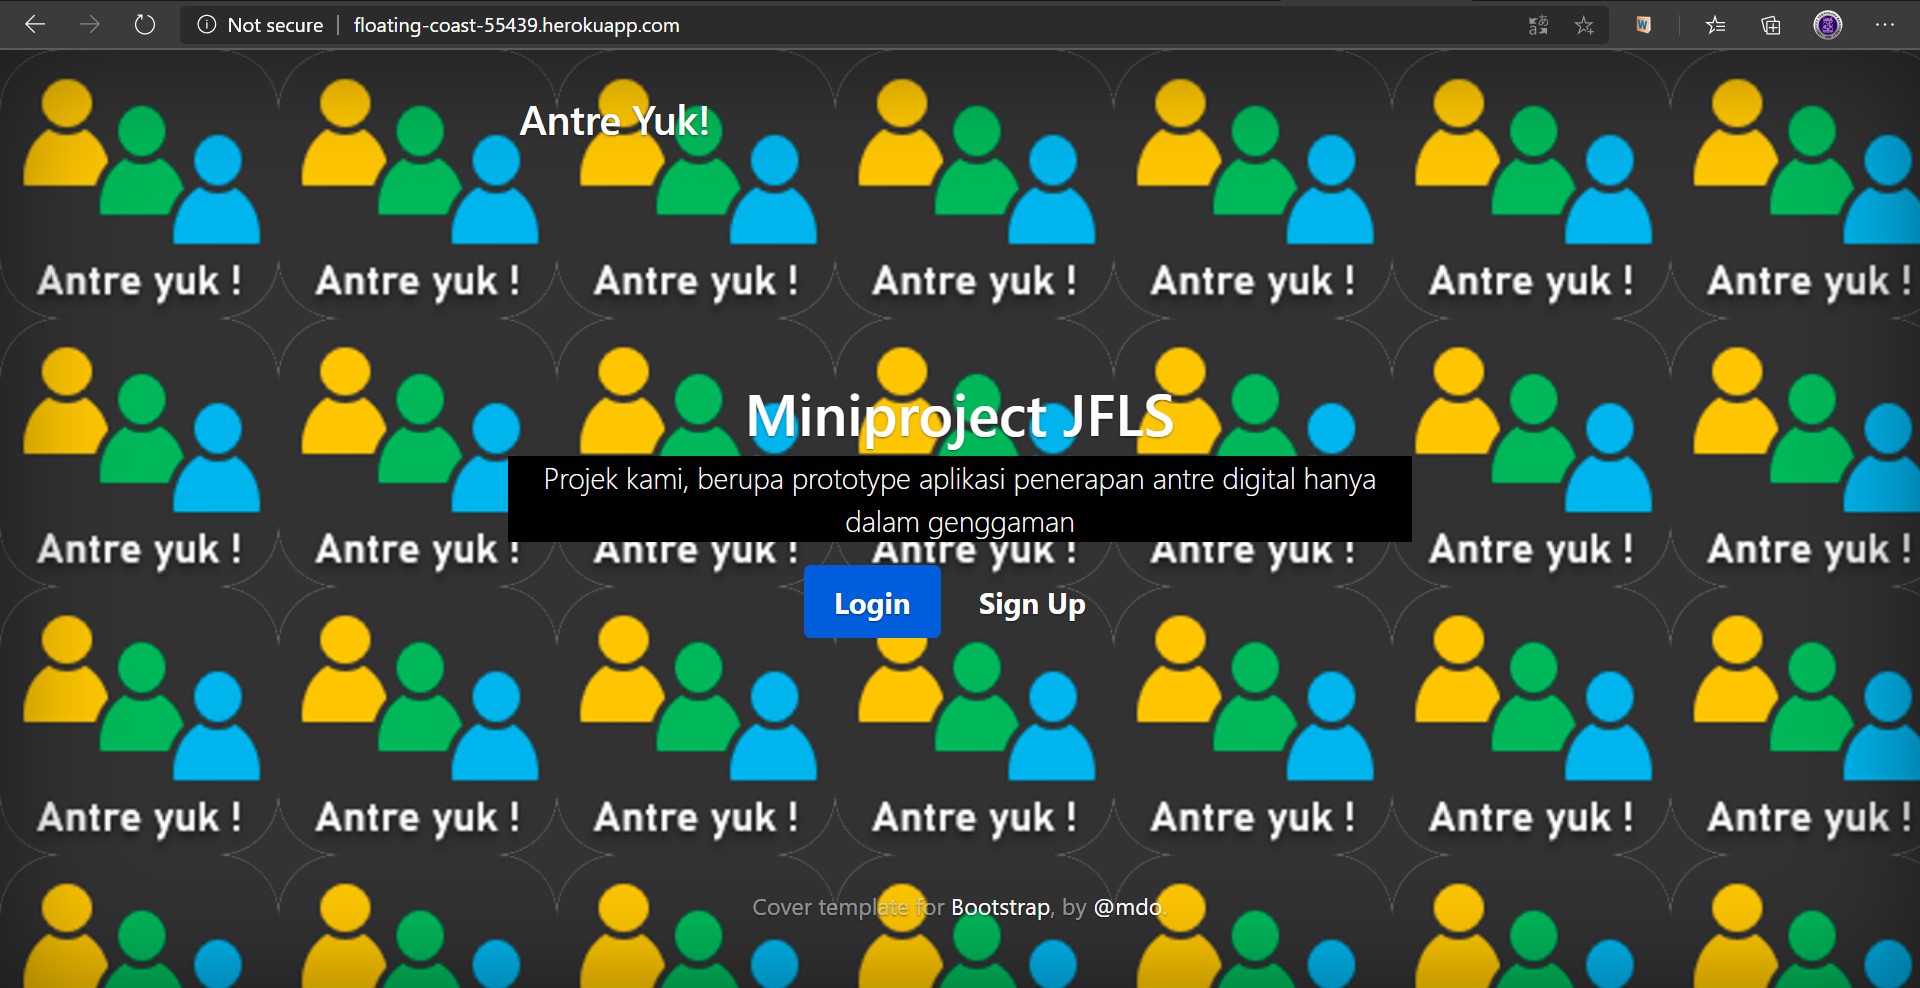 Not secure floating-coast-55439.herokuapp.com
Antre Yuk!
Antre yuk ! Antre yuk ! Antre yuk ! Antre yuk ! Antre yuk ! Antre yuk ! Antre yuk !
Miniproject JFLS
Projek kami, berupa prototype aplikasi penerapan antre digital hanya
dalam genggaman
Antre yuk ! Antre yuk ! Antre yuk ! Antre yuk ! Antre yuk ! Antre yuk ! Antre yuk !
Login Sign Up
Antre yuk ! Antre yuk ! Antre yuk ! Antre yuk ! Antre yuk ! Antre yuk ! Antre yuk !
Cover template for Bootstrap, by @mdo.